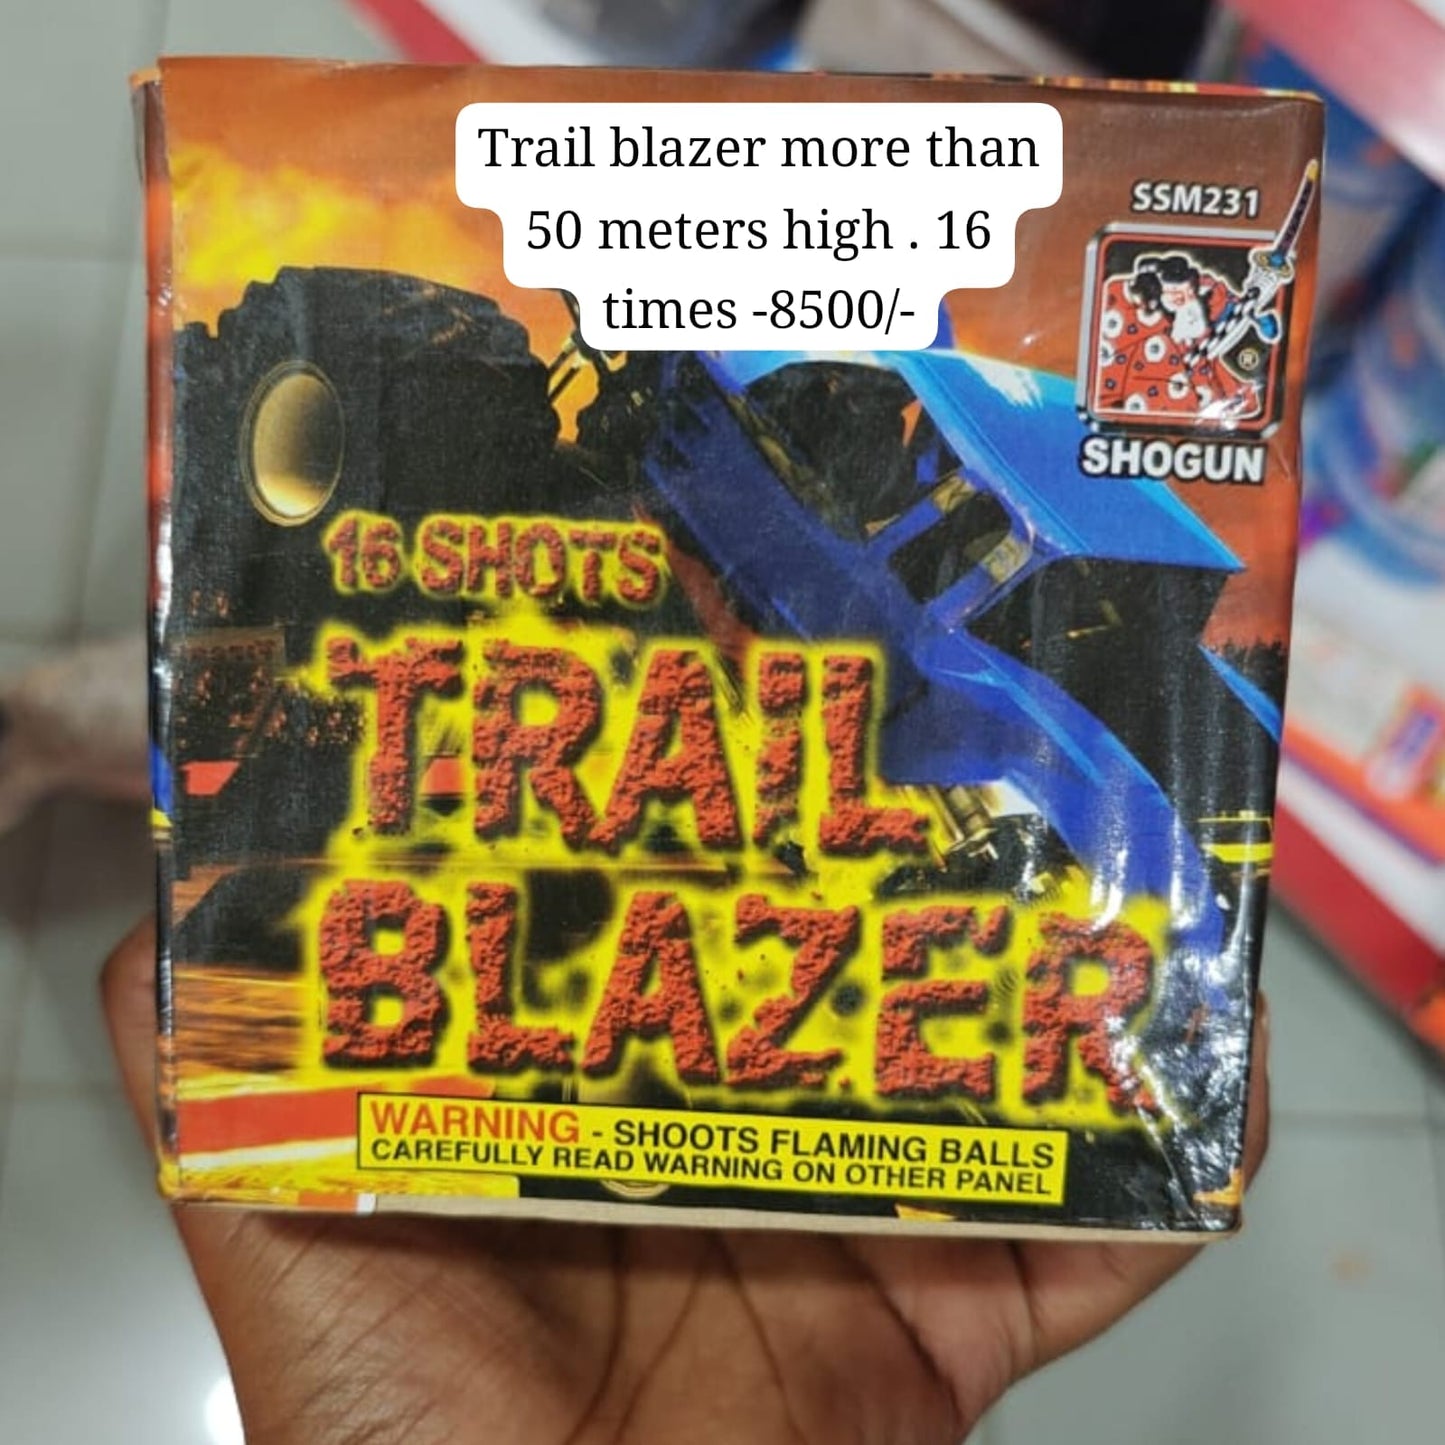 Trail blazer more than
50 meters high . 16
times -8500/-
SSM231
®
SHOGUN
16 SHOTS
TRAIL
BLAZER
WARNING - SHOOTS FLAMING BALLS
CAREFULLY READ WARNING ON OTHER PANEL